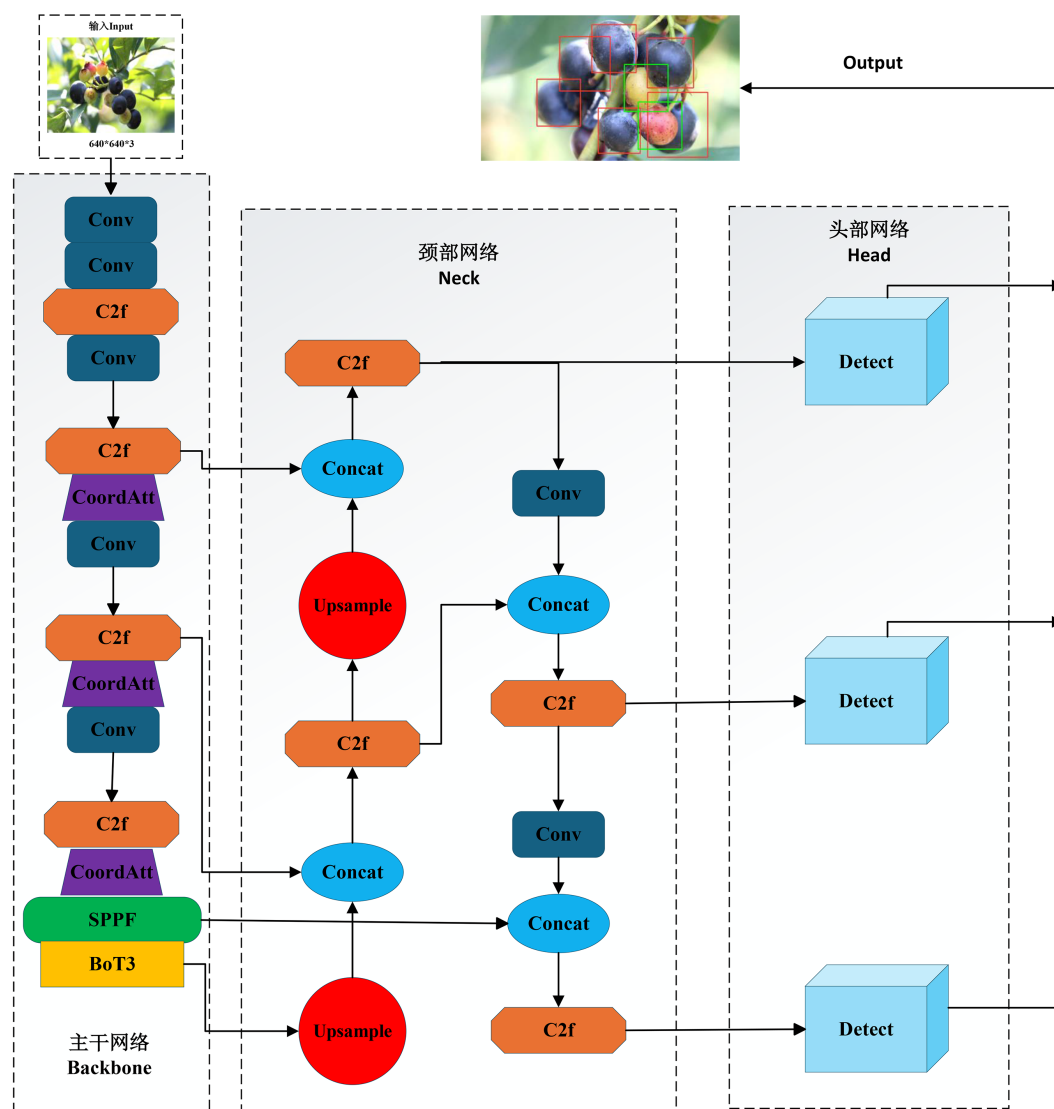 输入Input
640*640*3
Output
Conv
Conv
C2f
Conv
C2f
CoordAtt
Conv
C2f
CoordAtt
Conv
C2f
CoordAtt
SPPF
BoT3
主干网络
Backbone
颈部网络
Neck
C2f
Concat
Upsample
C2f
Concat
Upsample
Conv
Concat
C2f
Conv
Concat
C2f
头部网络
Head
Detect
Detect
Detect